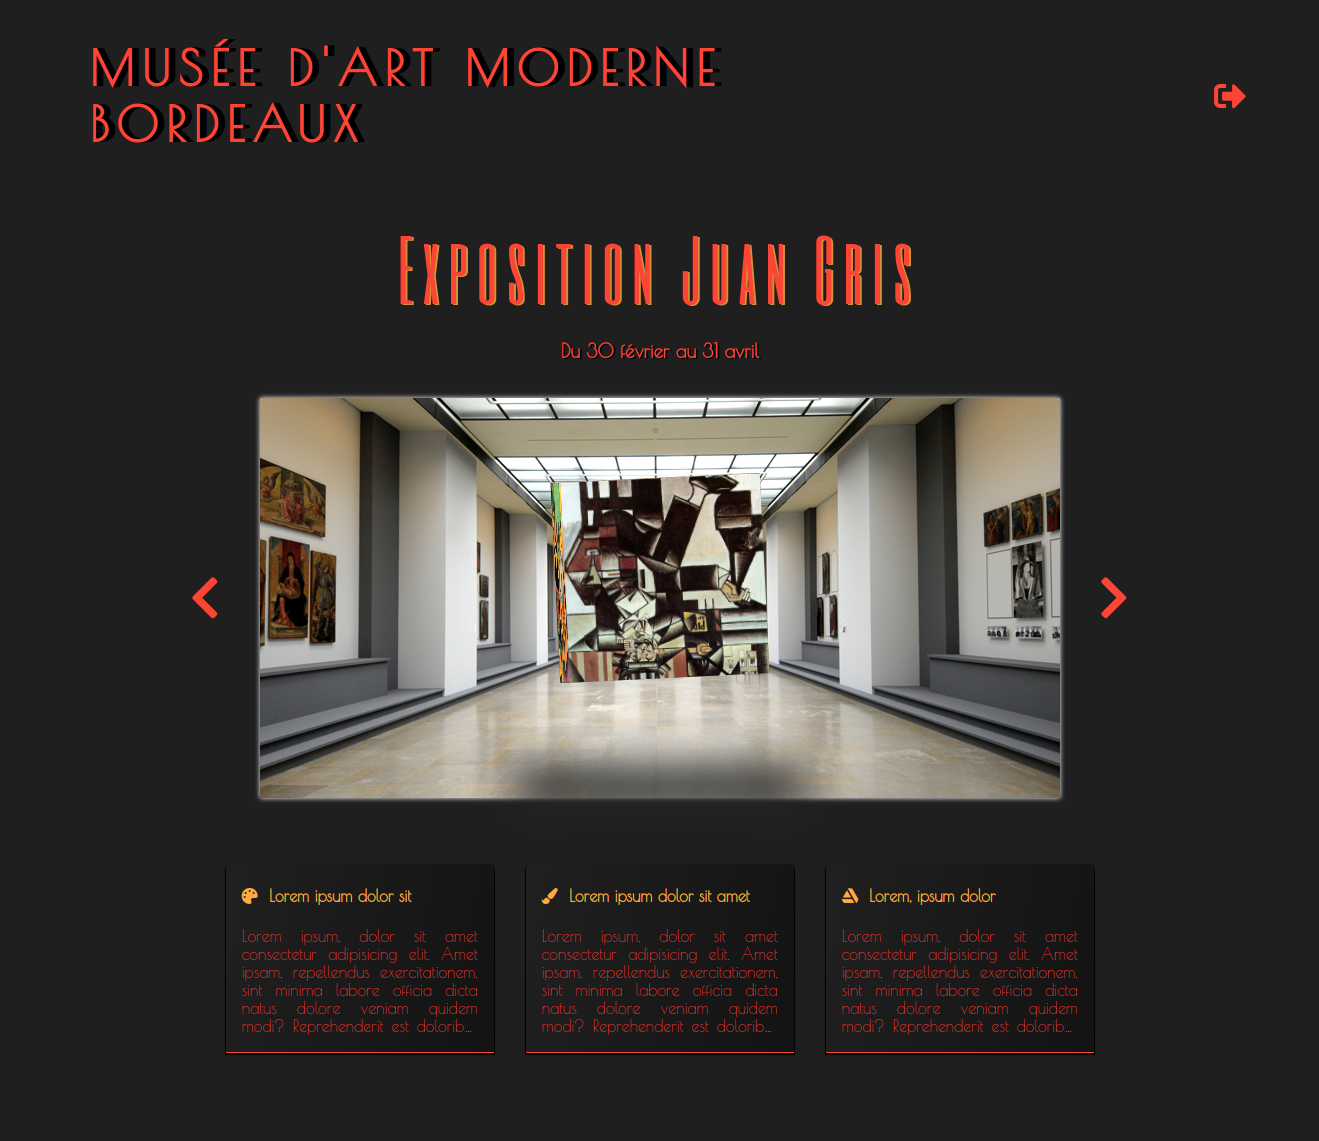 MUSÉE D'ART MODERNE
BORDEAUX
Exposition Juan Gris
Du 30 février au 31 avril
Lorem ipsum dolor sit
Lorem ipsum, dolor sit amet
consectetur adipisicing elit. Amet
ipsam, repellendus exercitationem,
sint minima labore officia dicta
natus dolore veniam quidem
modi? Reprehenderit est dolorib...
Lorem ipsum dolor sit amet
Lorem ipsum, dolor sit amet
consectetur adipisicing elit. Amet
ipsam, repellendus exercitationem,
sint minima labore officia dicta
natus dolore veniam quidem
modi? Reprehenderit est dolorib...
Lorem, ipsum dolor
Lorem ipsum, dolor sit amet
consectetur adipisicing elit. Amet
ipsam, repellendus exercitationem,
sint minima labore officia dicta
natus dolore veniam quidem
modi? Reprehenderit est dolorib...